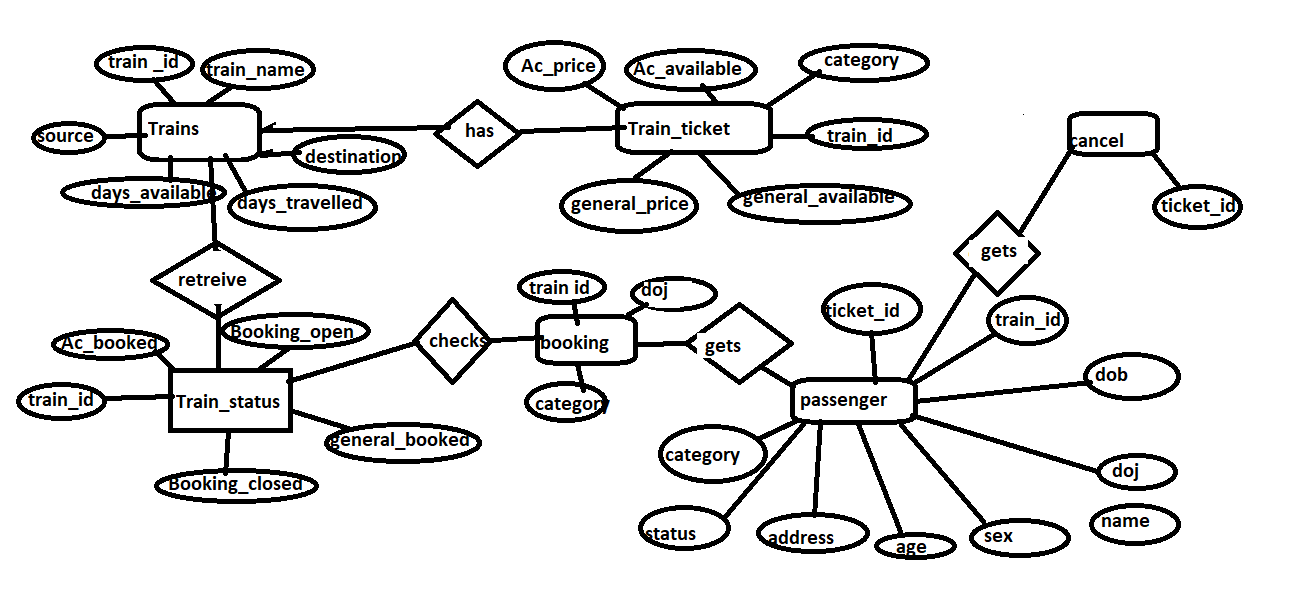 train _id
train_name
Ac_price
Ac_available
category
source
Trains
has
Train_ticket
train_id
cancel
destination
days_available
days_travelled
general_price
general_available
ticket_id
retreive
gets
train id
doj
ticket_id
train_id
Ac_booked
Booking_open
checks
booking
gets
dob
train_id
Train_status
category
passenger
general_booked
category
doj
Booking_closed
status
address
age
sex
name